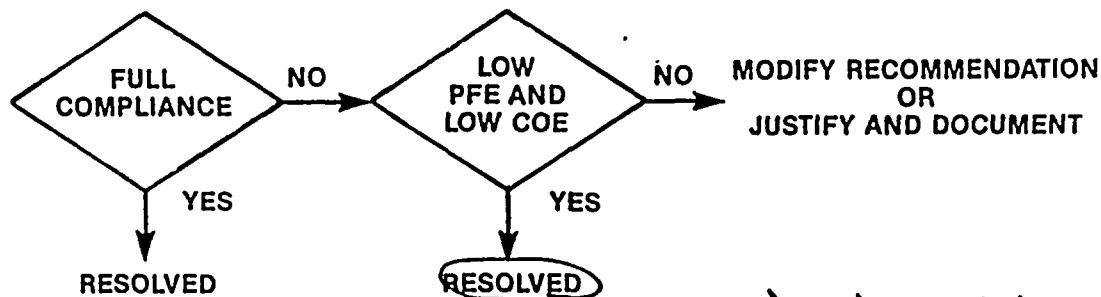 FULL
COMPLIANCE
NO
LOW
PFE AND
LOW COE
NO
MODIFY RECOMMENDATION
OR
JUSTIFY AND DOCUMENT
YES
YES
RESOLVED
RESOLVED